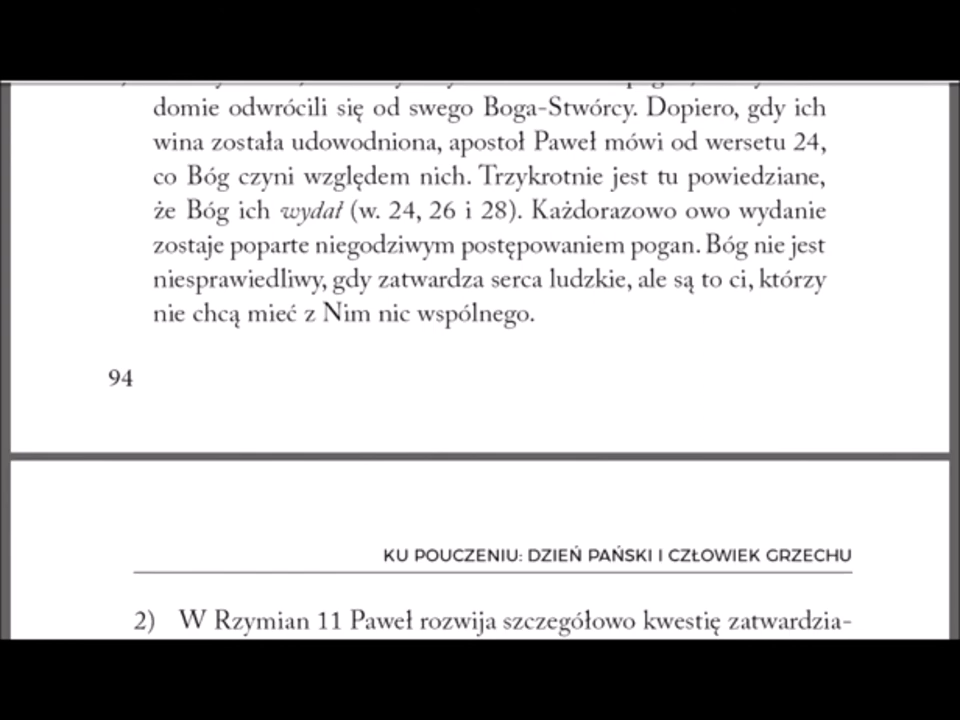 domie odwrócili się od swego Boga-Stwórcy. Dopiero, gdy ich
wina została udowodniona, apostoł Paweł mówi od wersetu 24,
co Bóg czyni względem nich. Trzykrotnie jest tu powiedziane,
że Bóg ich wydał (w. 24, 26 i 28). Każdorazowo owo wydanie
zostaje poparte niegodziwym postępowaniem pogan. Bóg nie jest
niesprawiedliwy, gdy zatwardza serca ludzkie, ale są to ci, którzy
nie chcą mieć z Nim nic wspólnego.
94
KU POUCZENIU: DZIEŃ PAŃSKI I CZŁOWIEK GRZECHU
2) W Rzymian 11 Paweł rozwija szczegółowo kwestię zatwardzia-